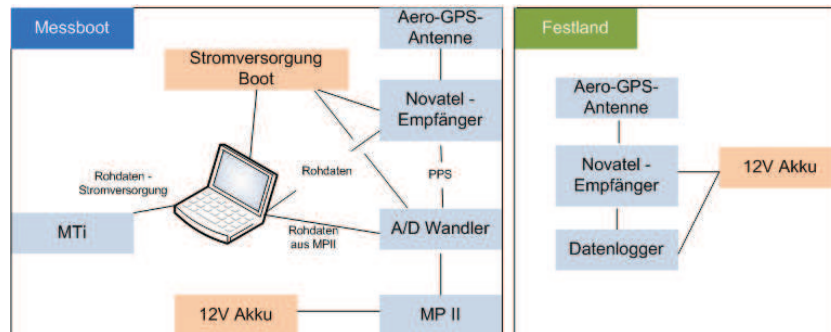 Messboot
Aero-GPS-
Antenne
Stromversorgung
Boot
Novatel -
Empfänger
Rohdaten
PPS
Rohdaten -
Stromversorgung
MTi
Rohdaten
aus MPII
A/D Wandler
12V Akku
MP II
Festland
Aero-GPS-
Antenne
Novatel -
Empfänger
12V Akku
Datenlogger